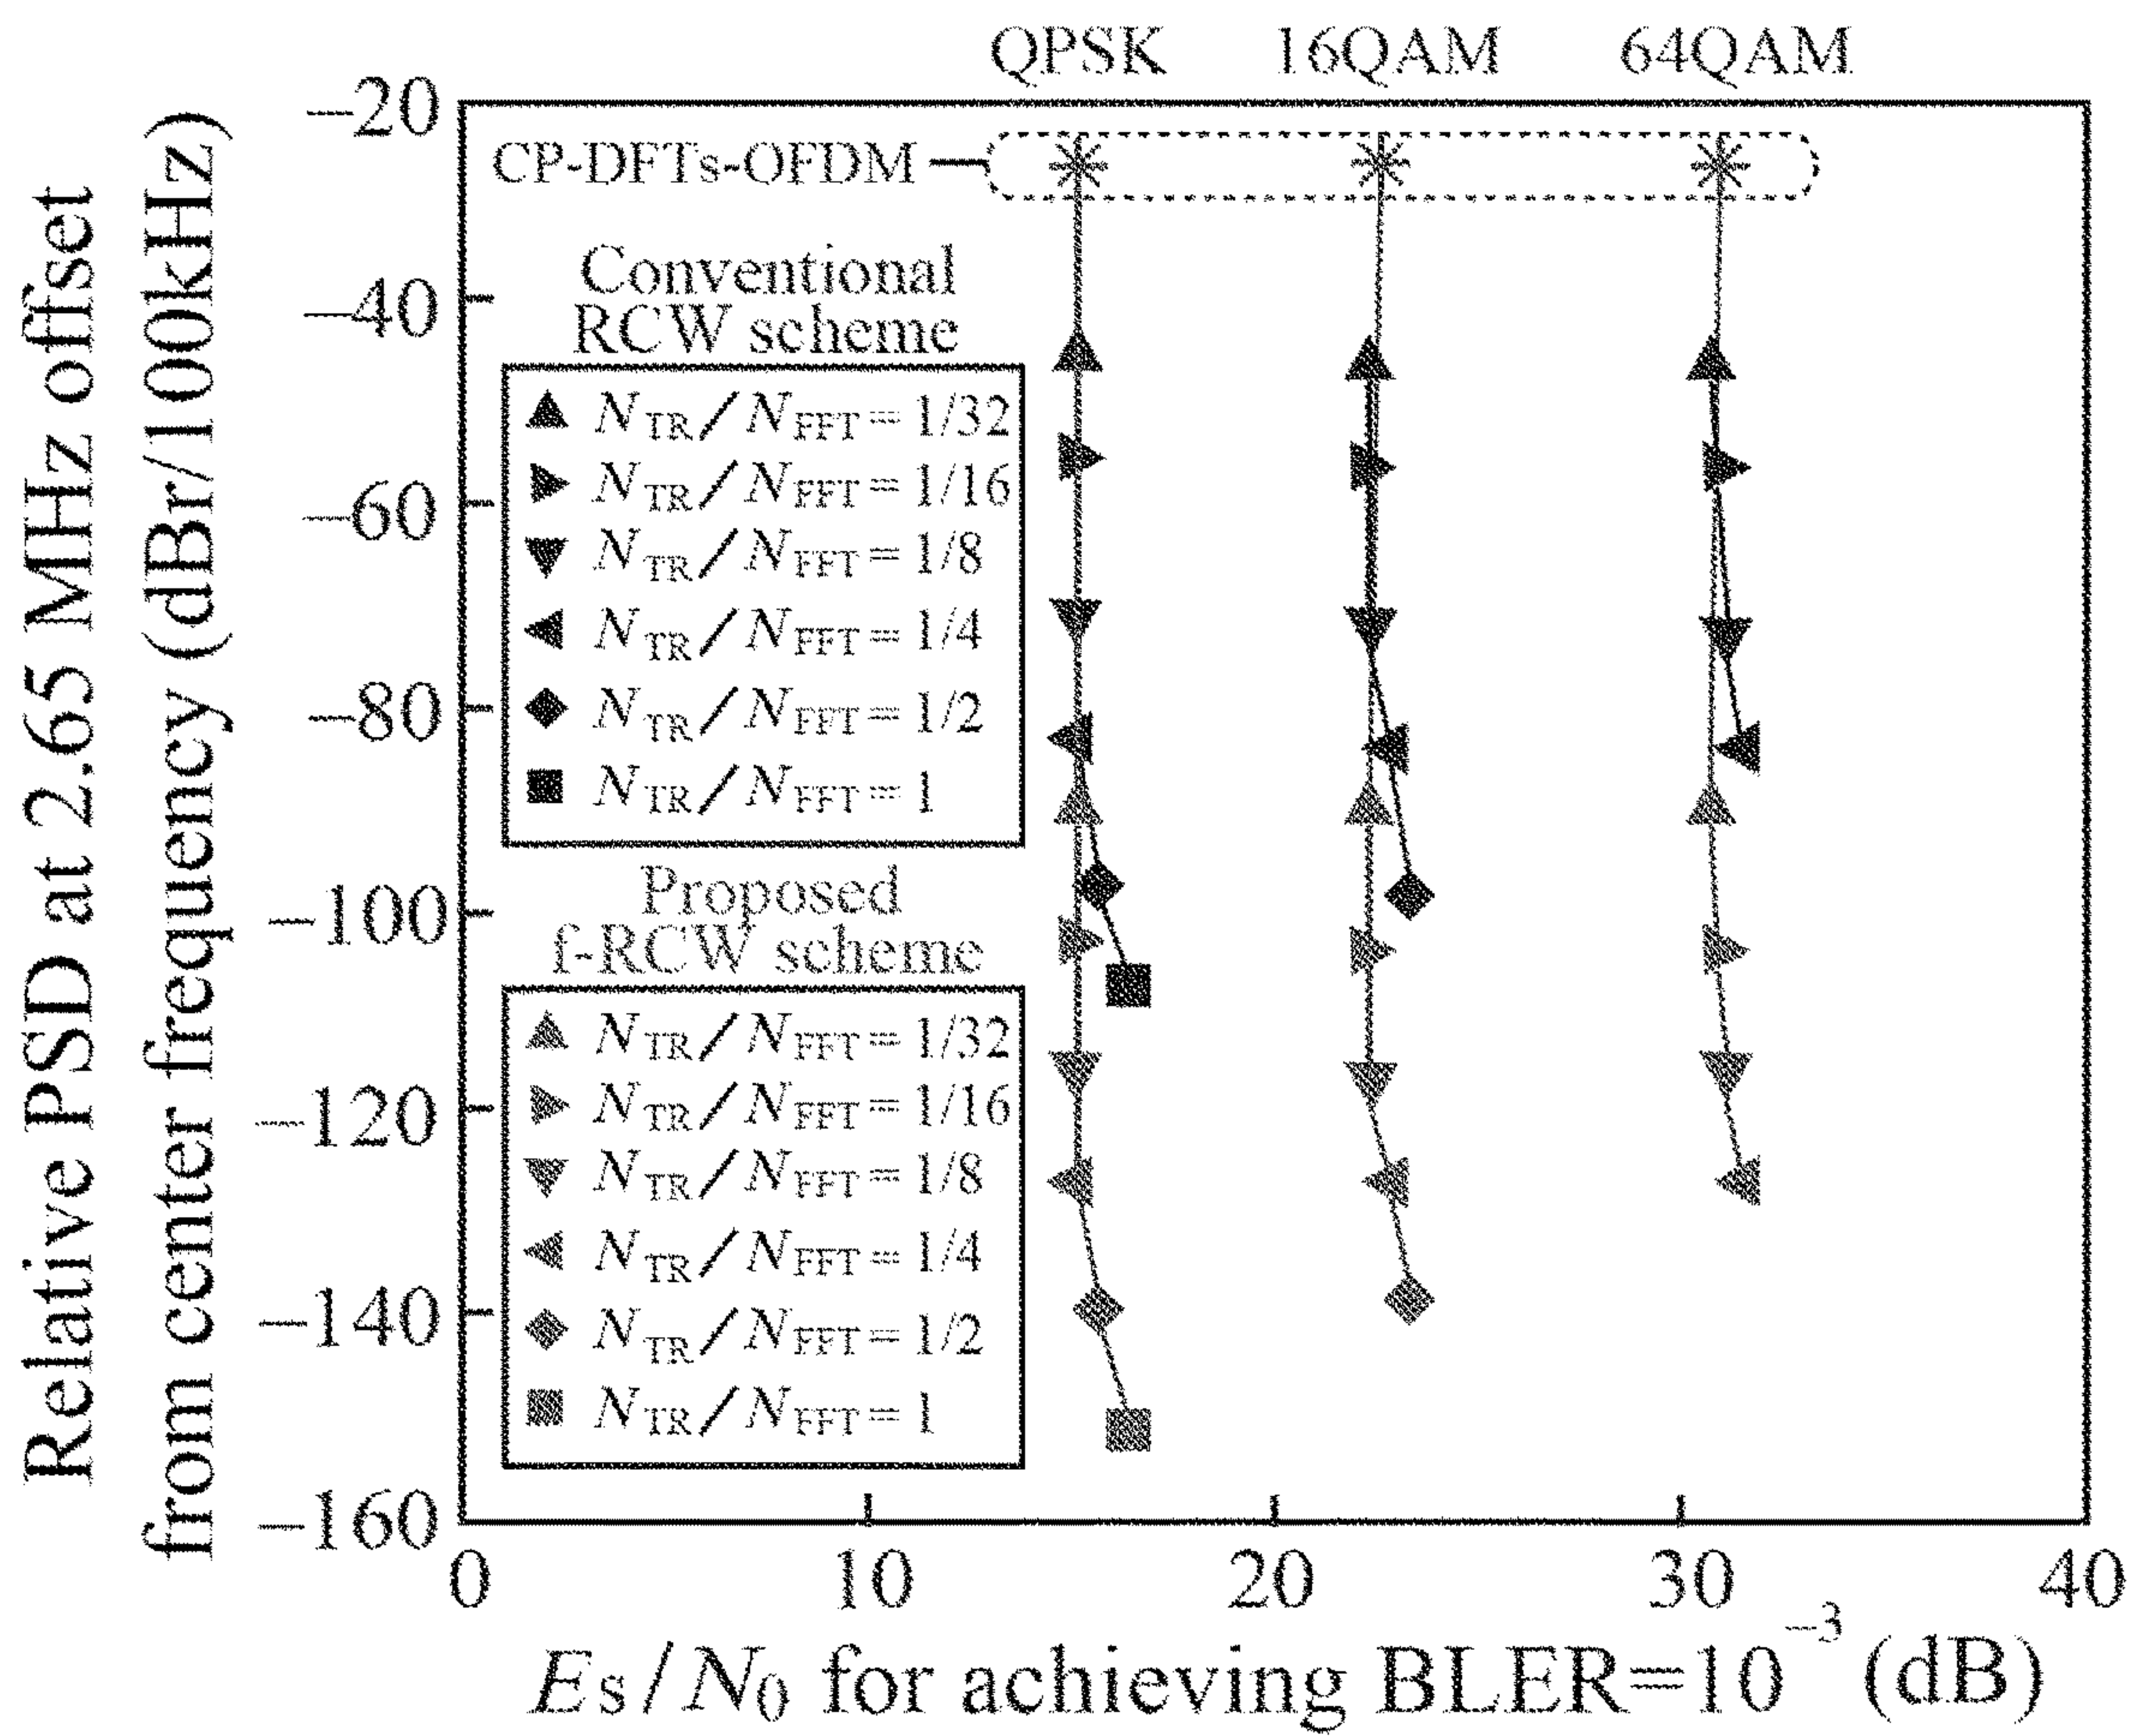 QPSK 16QAM 64QAM
Relative PSD at 2.65 MHz offset
from center frequency (dBr/100kHz)
−20
−40
−60
−80
−100
−120
−140
−160
CP-DFTs-OFDM
Conventional
RCW scheme
N_TR/N_FFT = 1/32
N_TR/N_FFT = 1/16
N_TR/N_FFT = 1/8
N_TR/N_FFT = 1/4
N_TR/N_FFT = 1/2
N_TR/N_FFT = 1
Proposed
f-RCW scheme
N_TR/N_FFT = 1/32
N_TR/N_FFT = 1/16
N_TR/N_FFT = 1/8
N_TR/N_FFT = 1/4
N_TR/N_FFT = 1/2
N_TR/N_FFT = 1
0 10 20 30 40
Es/N0 for achieving BLER=10^−3 (dB)